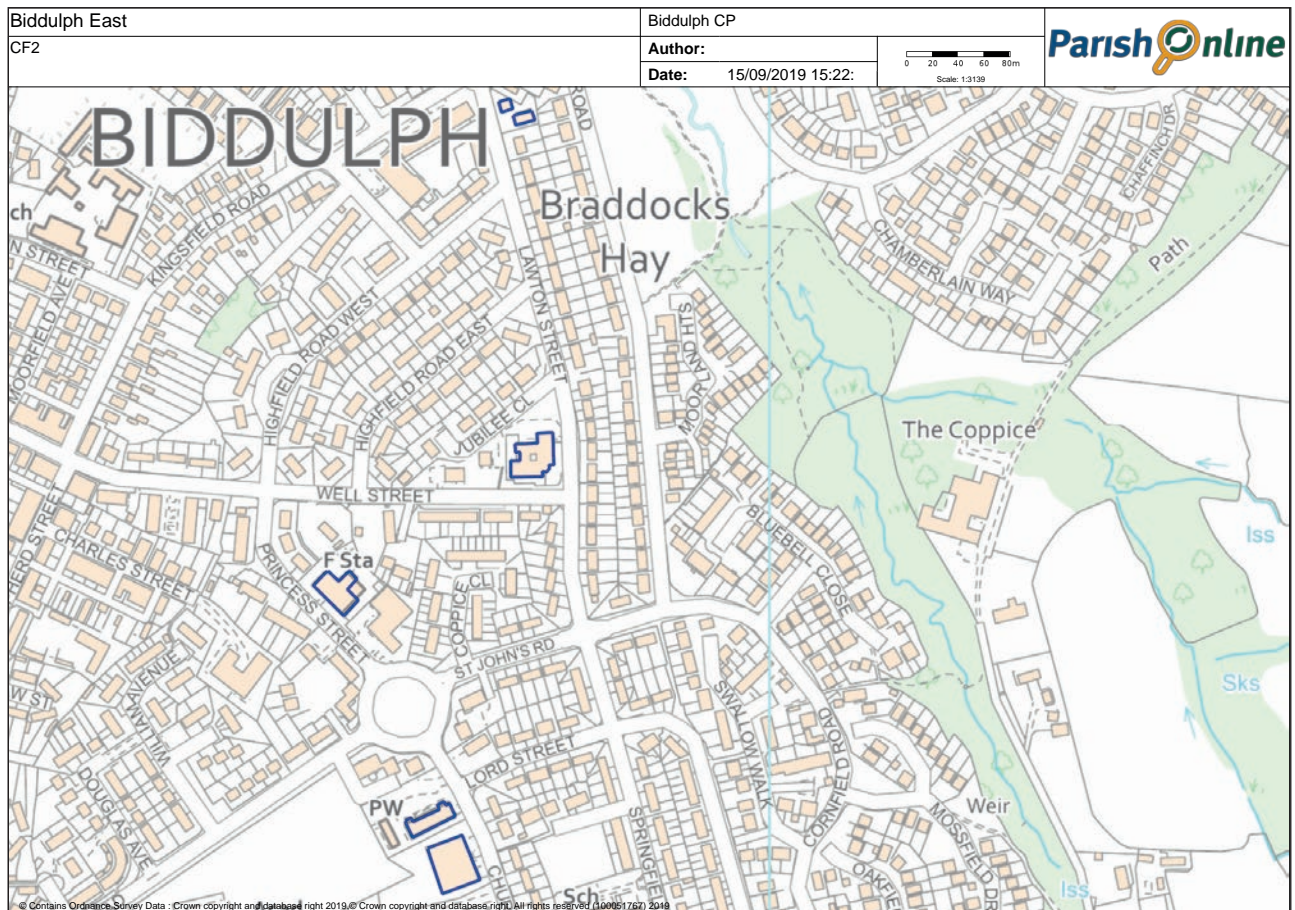 Biddulph East
CF2
Biddulph CP
Author:
Date: 15/09/2019 15:22:
0 20 40 60 80m
Scale: 1:3139
Parish Online
BIDDULPH
ROAD
Braddocks
Hay
CHAFFINCH DR
ch
N STREET
KINGSFIELD ROAD
MOORFIELD AVE
LAWTON STREET
CHAMBERLAIN WAY
Path
HIGHFIELD ROAD WEST
HIGHFIELD ROAD EAST
MOORLAND
JUBILEE CL
The Coppice
WELL STREET
BLUEBELL CLOSE
Iss
CHARLES STREET
F Sta
PRINCESS STREET
COPPICE CL
ST JOHN'S RD
WILLIAM AVENUE
W ST
SWALLOW WALK
CORNFIELD ROAD
Sks
LORD STREET
DOUGLAS AVE
PW
SPRINGFIE
Weir
MOSSFIELD DR
OAKFIE
CHU
Sch
Iss
© Contains Ordnance Survey Data : Crown copyright and database right 2019,© Crown copyright and database right. All rights reserved (100051767) 2019